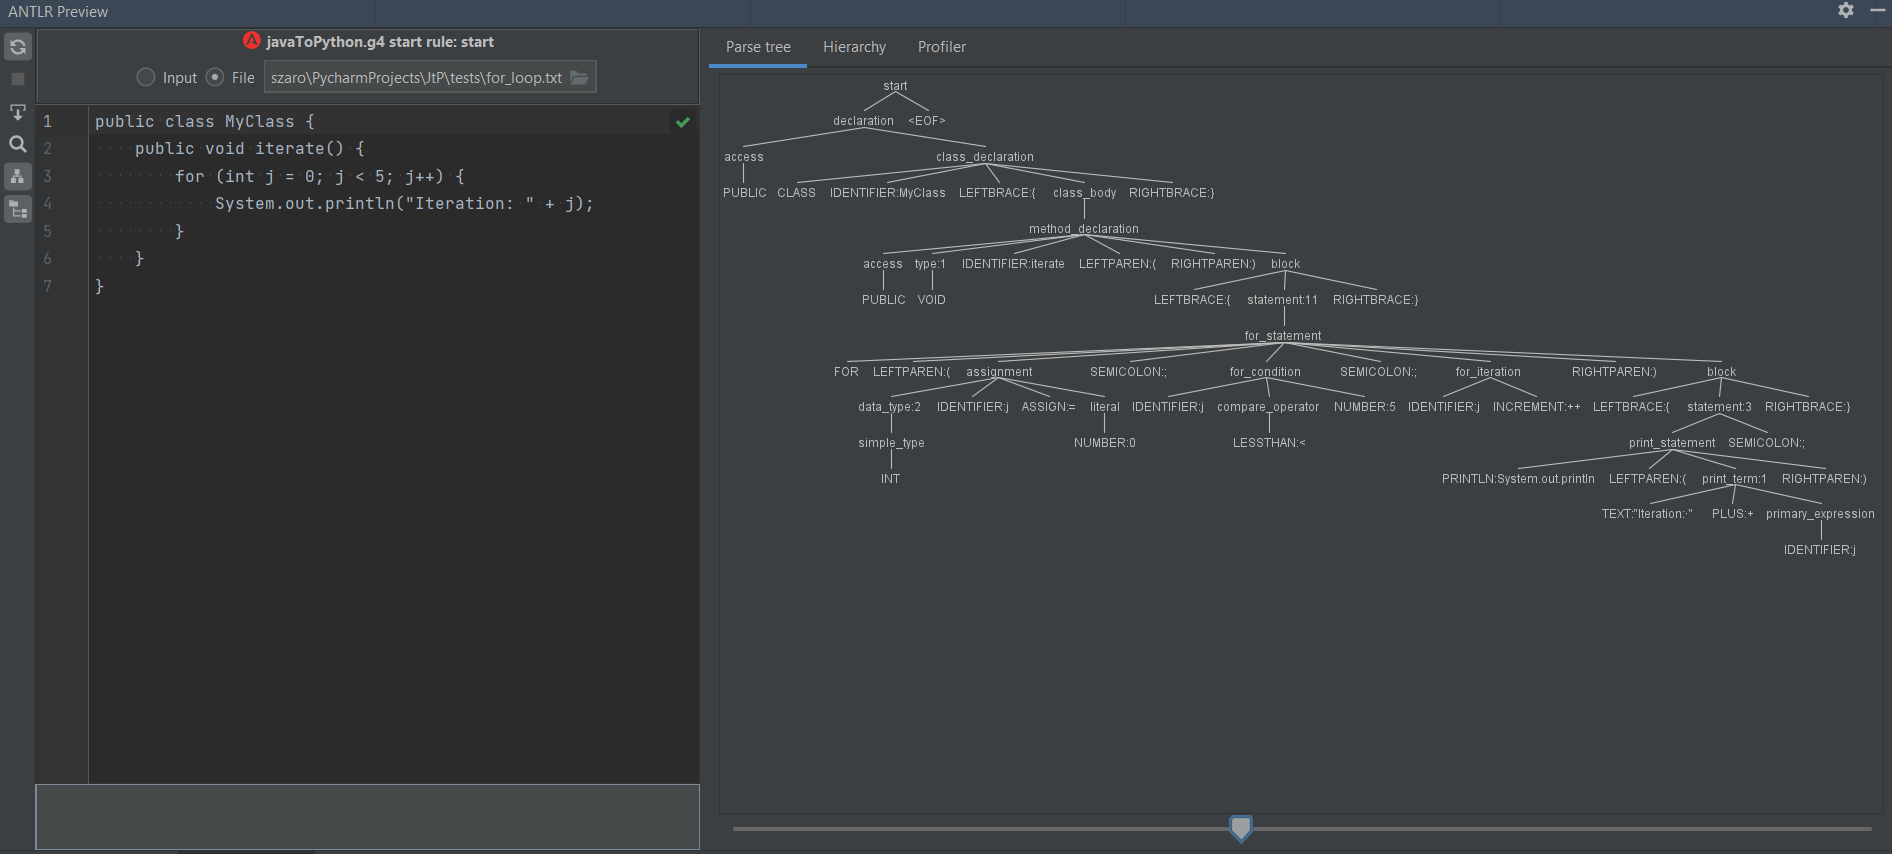 ANTLR Preview
javaToPython.g4 start rule: start
Input File szaro\PycharmProjects\JtP\tests\for_loop.txt
1 public class MyClass {
2 public void iterate() {
3 for (int j = 0; j < 5; j++) {
4 System.out.println("Iteration: " + j);
5 }
6 }
7 }
Parse tree Hierarchy Profiler
start
declaration <EOF>
access class_declaration
PUBLIC CLASS IDENTIFIER:MyClass LEFTBRACE:{ class_body RIGHTBRACE:}
method_declaration
access type:1 IDENTIFIER:iterate LEFTPAREN:( RIGHTPAREN:) block
PUBLIC VOID LEFTBRACE:{ statement:11 RIGHTBRACE:}
for_statement
FOR LEFTPAREN:( assignment SEMICOLON:; for_condition SEMICOLON:; for_iteration RIGHTPAREN:) block
data_type:2 IDENTIFIER:j ASSIGN:= literal IDENTIFIER:j compare_operator NUMBER:5 IDENTIFIER:j INCREMENT:++ LEFTBRACE:{ statement:3 RIGHTBRACE:}
simple_type NUMBER:0 LESSTHAN:< print_statement SEMICOLON:;
INT PRINTLN:System.out.println LEFTPAREN:( print_term:1 RIGHTPAREN:)
TEXT:"Iteration:·" PLUS:+ primary_expression
IDENTIFIER:j